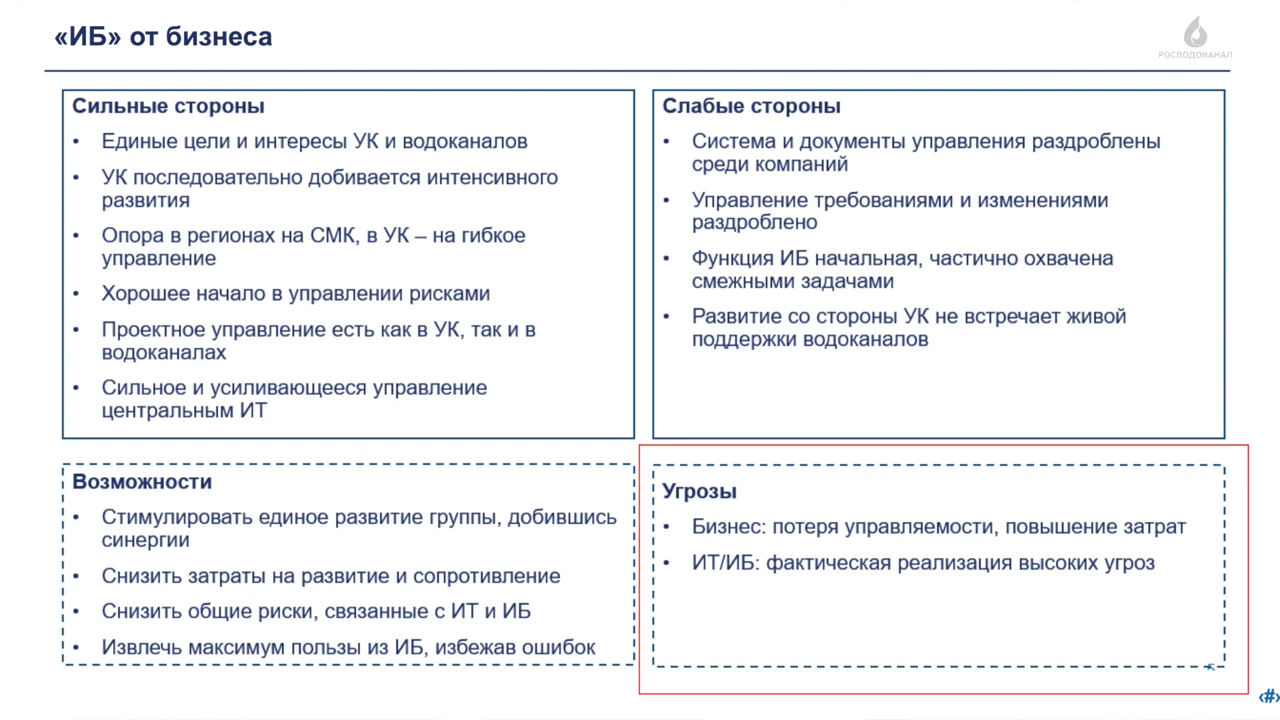 «ИБ» от бизнеса
РОСВОДОКАНАЛ
Сильные стороны
• Единые цели и интересы УК и водоканалов
• УК последовательно добивается интенсивного
развития
• Опора в регионах на СМК, в УК – на гибкое
управление
• Хорошее начало в управлении рисками
• Проектное управление есть как в УК, так и в
водоканалах
• Сильное и усиливающееся управление
центральным ИТ
Слабые стороны
• Система и документы управления раздроблены
среди компаний
• Управление требованиями и изменениями
раздроблено
• Функция ИБ начальная, частично охвачена
смежными задачами
• Развитие со стороны УК не встречает живой
поддержки водоканалов
Возможности
• Стимулировать единое развитие группы, добившись
синергии
• Снизить затраты на развитие и сопротивление
• Снизить общие риски, связанные с ИТ и ИБ
• Извлечь максимум пользы из ИБ, избежав ошибок
Угрозы
• Бизнес: потеря управляемости, повышение затрат
• ИТ/ИБ: фактическая реализация высоких угроз
‹#›